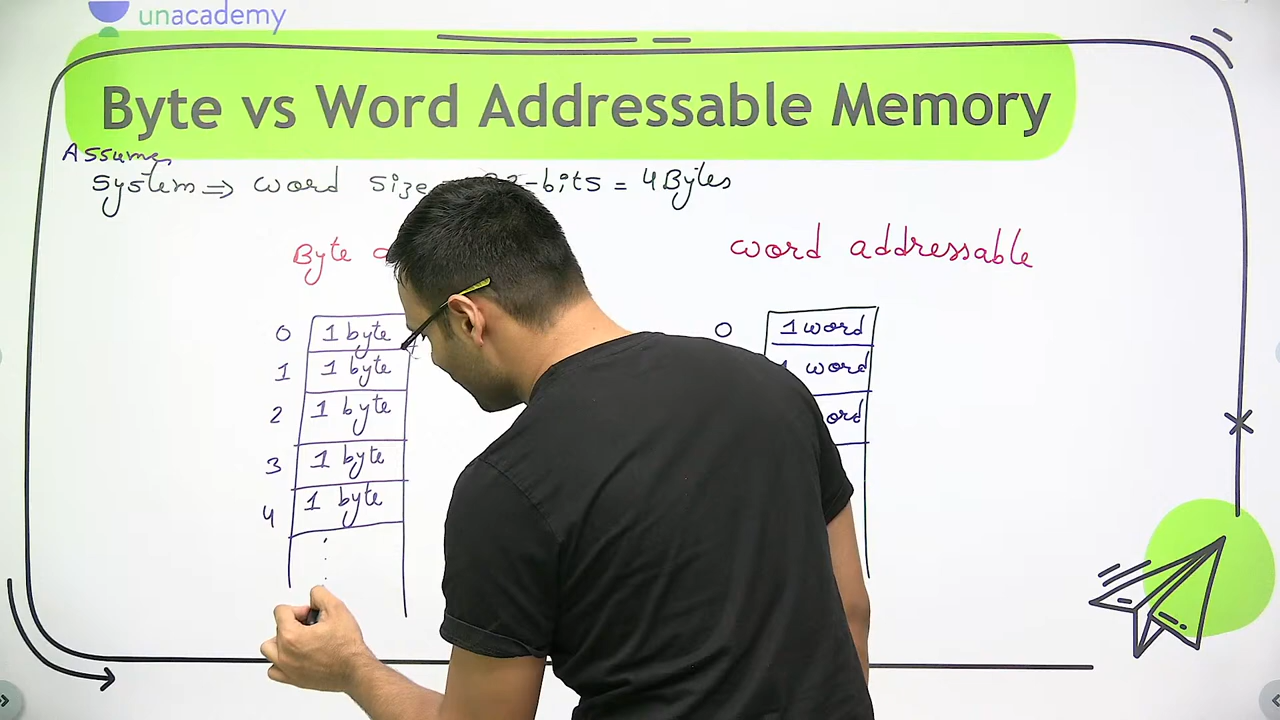 unacademy
Byte vs Word Addressable Memory
Assume,
System ⇒ word size -bits = 4Bytes
Byte
word addressable
0 1 byte
1 1 byte
2 1 byte
3 1 byte
4 1 byte
0 1 word
word